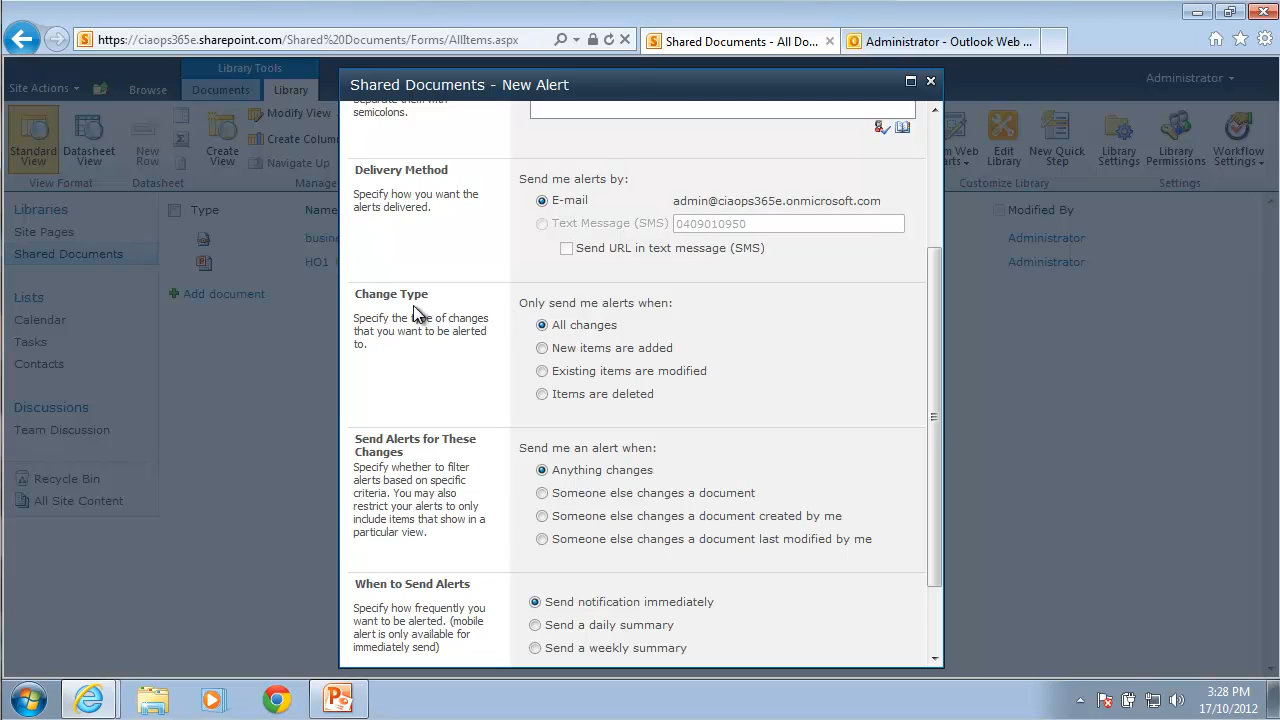 https://ciaops365e.sharepoint.com/Shared%20Documents/Forms/AllItems.aspx
Shared Documents - All Do...
Administrator - Outlook Web ...
Library Tools
Site Actions
Browse
Documents
Library
Administrator
Shared Documents - New Alert
Standard View
Datasheet View
New Row
Create View
Modify View
Create Colum
Navigate Up
Edit Library
New Quick Step
Library Settings
Library Permissions
Workflow Settings
View Format
Datasheet
Manage
Customize Library
Settings
Libraries
Site Pages
Shared Documents
Lists
Calendar
Tasks
Contacts
Discussions
Team Discussion
Recycle Bin
All Site Content
Type
Name
Modified By
busine
Administrator
HO1
Administrator
Add document
semicolons.
Delivery Method
Specify how you want the
alerts delivered.
Send me alerts by:
E-mail
admin@ciaops365e.onmicrosoft.com
Text Message (SMS)
0409010950
Send URL in text message (SMS)
Change Type
Specify the type of changes
that you want to be alerted
to.
Only send me alerts when:
All changes
New items are added
Existing items are modified
Items are deleted
Send Alerts for These
Changes
Specify whether to filter
alerts based on specific
criteria. You may also
restrict your alerts to only
include items that show in a
particular view.
Send me an alert when:
Anything changes
Someone else changes a document
Someone else changes a document created by me
Someone else changes a document last modified by me
When to Send Alerts
Specify how frequently you
want to be alerted. (mobile
alert is only available for
immediately send)
Send notification immediately
Send a daily summary
Send a weekly summary
3:28 PM
17/10/2012